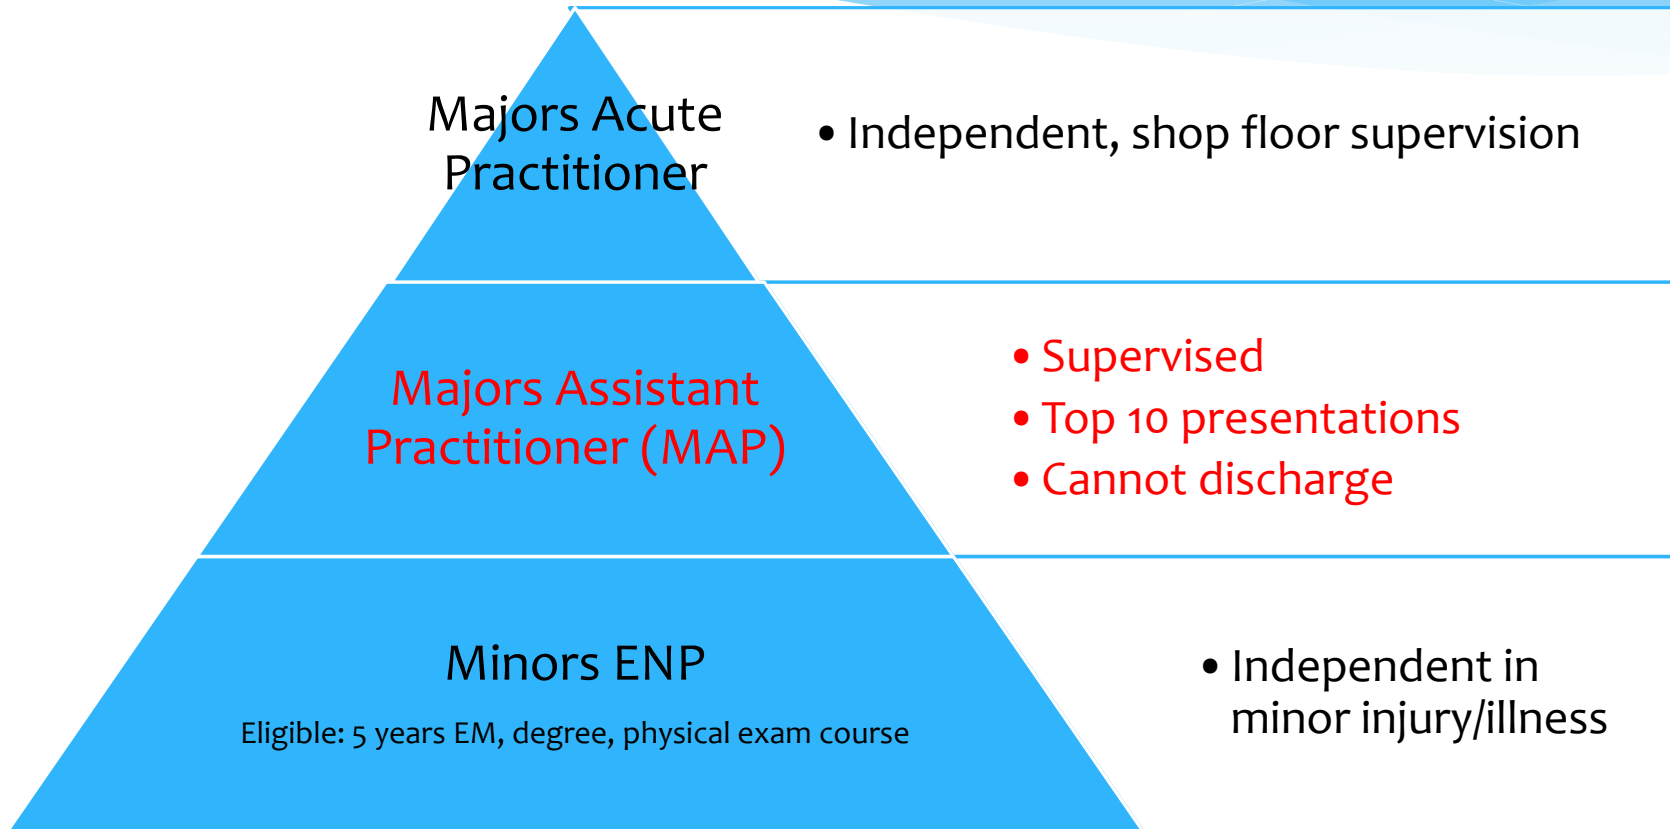 Majors Acute
Practitioner
• Independent, shop floor supervision
Majors Assistant
Practitioner (MAP)
• Supervised
• Top 10 presentations
• Cannot discharge
Minors ENP
Eligible: 5 years EM, degree, physical exam course
• Independent in
minor injury/illness